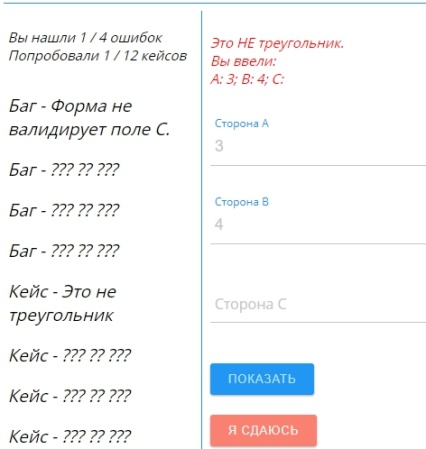 Вы нашли 1 / 4 ошибок
Попробовали 1 / 12 кейсов
Баг - Форма не
валидирует поле С.
Баг - ??? ?? ???
Баг - ??? ?? ???
Баг - ??? ?? ???
Кейс - Это не
треугольник
Кейс - ??? ?? ???
Кейс - ??? ?? ???
Кейс - ??? ?? ???
Это НЕ треугольник.
Вы ввели:
A: 3; B: 4; C:
Сторона A
3
Сторона B
4
Сторона C
ПОКАЗАТЬ
Я СДАЮСЬ